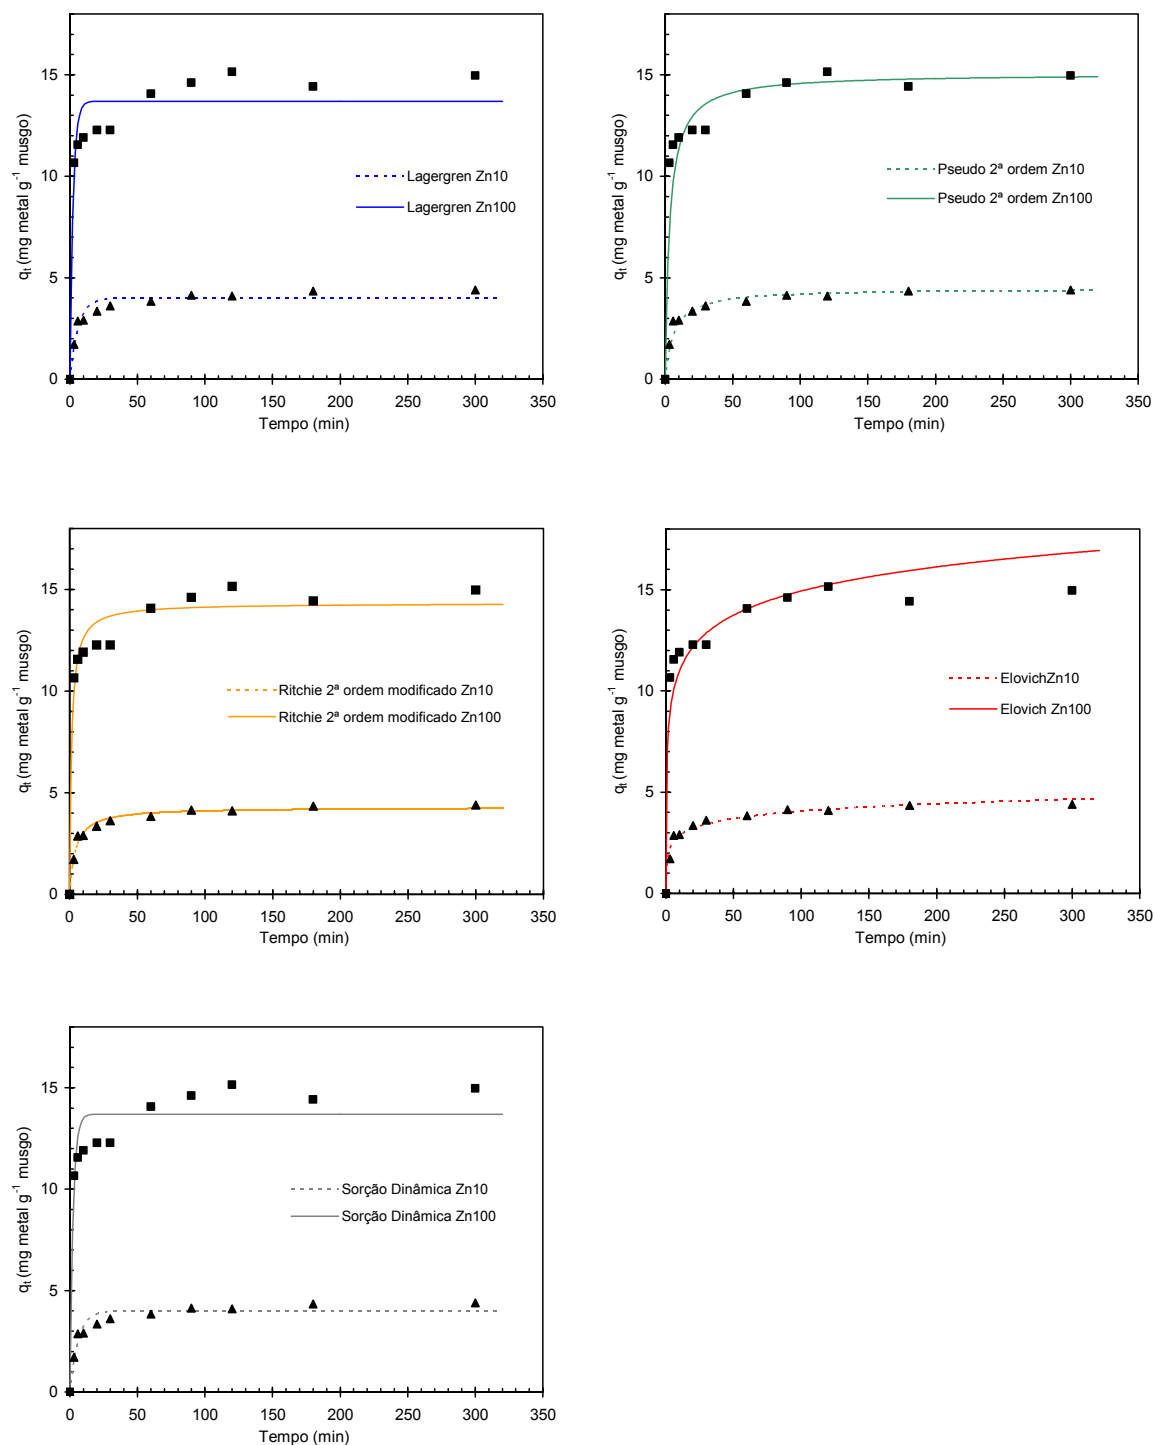 15
10
5
0
0 50 100 150 200 250 300 350
Tempo (min)
qt (mg metal g-1 musgo)
Lagergren Zn10
Lagergren Zn100
15
10
5
0
0 50 100 150 200 250 300 350
Tempo (min)
qt (mg metal g-1 musgo)
Pseudo 2ª ordem Zn10
Pseudo 2ª ordem Zn100
15
10
5
0
0 50 100 150 200 250 300 350
Tempo (min)
qt (mg metal g-1 musgo)
Ritchie 2ª ordem modificado Zn10
Ritchie 2ª ordem modificado Zn100
15
10
5
0
0 50 100 150 200 250 300 350
Tempo (min)
qt (mg metal g-1 musgo)
ElovichZn10
Elovich Zn100
15
10
5
0
0 50 100 150 200 250 300 350
Tempo (min)
qt (mg metal g-1 musgo)
Sorção Dinâmica Zn10
Sorção Dinâmica Zn100